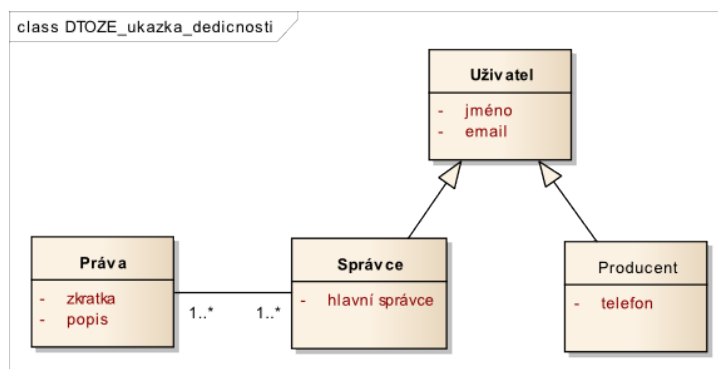 class DTOZE_ukazka_dedicnosti
Uživatel
- jméno
- email
Práva
- zkratka
- popis
1..*
1..*
Správce
- hlavní správce
Producent
- telefon